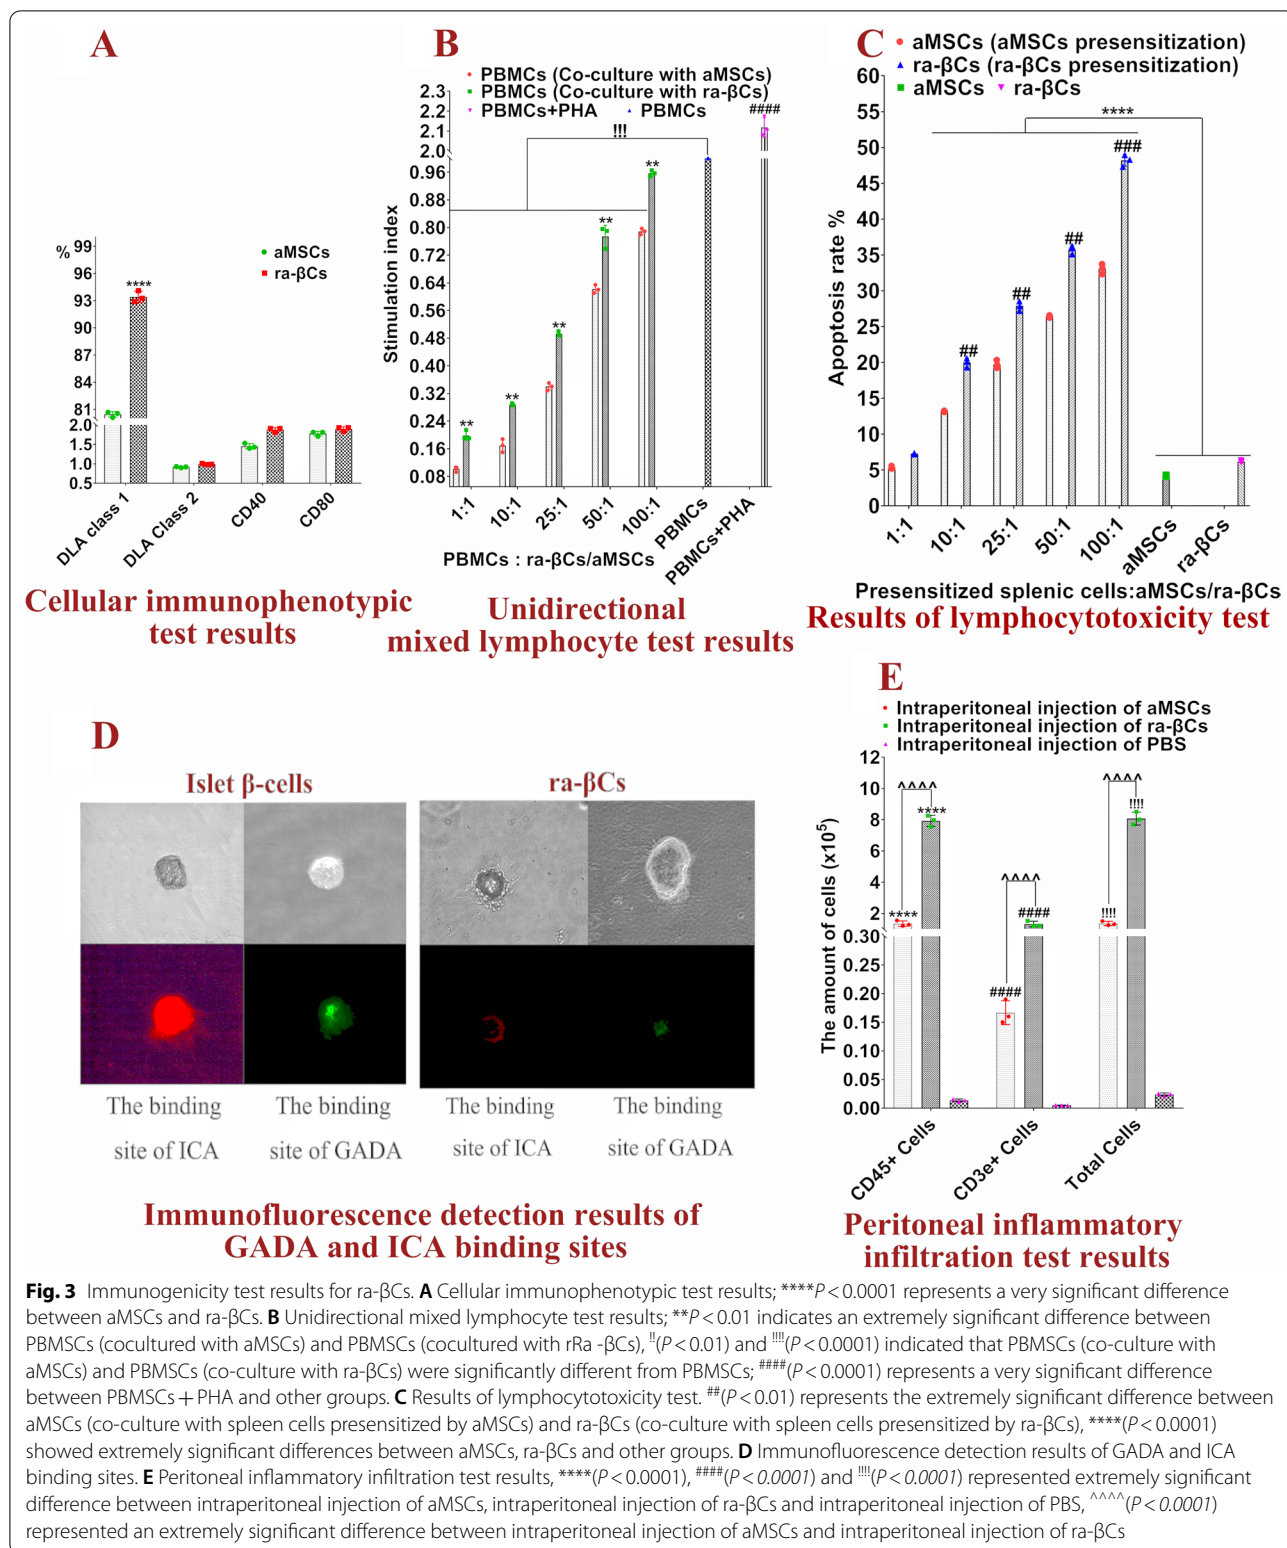 A
%
99
96
93
90
87
84
81
2.0
1.5
1.0
0.5
****
aMSCs
ra-βCs
DLA class 1
DLA Class 2
CD40
CD80
Cellular immunophenotypic
test results
B
PBMCs (Co-culture with aMSCs)
PBMCs (Co-culture with ra-βCs)
PBMCs+PHA PBMCs
Stimulation index
2.3
2.2
2.1
2.0
0.96
0.88
0.80
0.72
0.64
0.56
0.48
0.40
0.32
0.24
0.16
0.08
** ** ** ** **
!!!
####
1:1
10:1
25:1
50:1
100:1
PBMCs
PBMCs+PHA
PBMCs : ra-βCs/aMSCs
Unidirectional
mixed lymphocyte test results
C
aMSCs (aMSCs presensitization)
ra-βCs (ra-βCs presensitization)
aMSCs ra-βCs
Apoptosis rate %
60
55
50
45
40
35
30
25
20
15
10
5
0
## ## ## ###
****
1:1
10:1
25:1
50:1
100:1
aMSCs
ra-βCs
Presensitized splenic cells:aMSCs/ra-βCs
Results of lymphocytotoxicity test
D
Islet β-cells ra-βCs
The binding
site of ICA
The binding
site of GADA
The binding
site of ICA
The binding
site of GADA
Immunofluorescence detection results of
GADA and ICA binding sites
E
Intraperitoneal injection of aMSCs
Intraperitoneal injection of ra-βCs
Intraperitoneal injection of PBS
The amount of cells (x10⁵)
12
10
8
6
4
2
0.30
0.25
0.20
0.15
0.10
0.05
0.00
^^^^ ^^^^ ^^^^
**** ****
#### ####
!!!! !!!!
CD45+ Cells
CD3e+ Cells
Total Cells
Peritoneal inflammatory
infiltration test results
Fig. 3 Immunogenicity test results for ra-βCs. A Cellular immunophenotypic test results; ****P < 0.0001 represents a very significant difference
between aMSCs and ra-βCs. B Unidirectional mixed lymphocyte test results; **P < 0.01 indicates an extremely significant difference between
PBMSCs (cocultured with aMSCs) and PBMSCs (cocultured with rRa -βCs), !!(P < 0.01) and !!!!(P < 0.0001) indicated that PBMSCs (co-culture with
aMSCs) and PBMSCs (co-culture with ra-βCs) were significantly different from PBMSCs; ####(P < 0.0001) represents a very significant difference
between PBMSCs + PHA and other groups. C Results of lymphocytotoxicity test. ##(P < 0.01) represents the extremely significant difference between
aMSCs (co-culture with spleen cells presensitized by aMSCs) and ra-βCs (co-culture with spleen cells presensitized by ra-βCs), ****(P < 0.0001)
showed extremely significant differences between aMSCs, ra-βCs and other groups. D Immunofluorescence detection results of GADA and ICA
binding sites. E Peritoneal inflammatory infiltration test results, ****(P < 0.0001), ####(P < 0.0001) and !!!!(P < 0.0001) represented extremely significant
difference between intraperitoneal injection of aMSCs, intraperitoneal injection of ra-βCs and intraperitoneal injection of PBS, ^^^^(P < 0.0001)
represented an extremely significant difference between intraperitoneal injection of aMSCs and intraperitoneal injection of ra-βCs